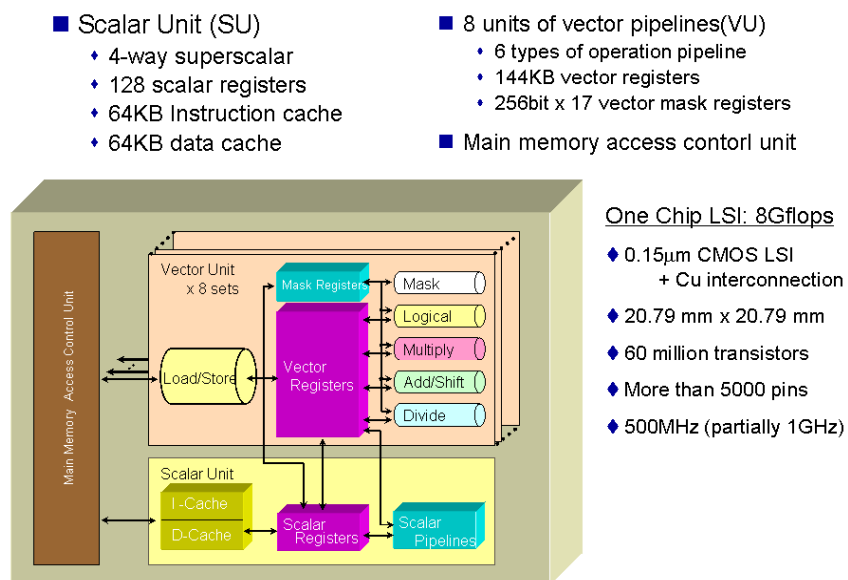 Scalar Unit (SU)
4-way superscalar
128 scalar registers
64KB Instruction cache
64KB data cache
8 units of vector pipelines(VU)
6 types of operation pipeline
144KB vector registers
256bit x 17 vector mask registers
Main memory access contorl unit
Main Memory Access Control Unit
Vector Unit
x 8 sets
Load/Store
Mask Registers
Vector
Registers
Mask
Logical
Multiply
Add/Shift
Divide
Scalar Unit
I-Cache
D-Cache
Scalar
Registers
Scalar
Pipelines
One Chip LSI: 8Gflops
0.15μm CMOS LSI
+ Cu interconnection
20.79 mm x 20.79 mm
60 million transistors
More than 5000 pins
500MHz (partially 1GHz)